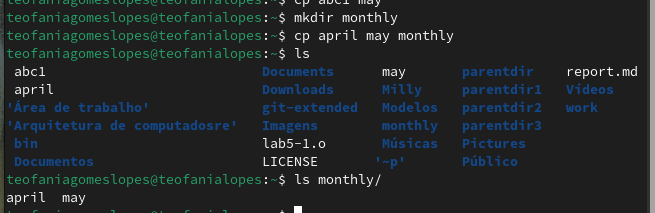 teofaniagomeslopes@teofanialopes:~$ cp abc1 may
teofaniagomeslopes@teofanialopes:~$ mkdir monthly
teofaniagomeslopes@teofanialopes:~$ cp april may monthly
teofaniagomeslopes@teofanialopes:~$ ls
abc1 Documents may parentdir report.md
april Downloads Milly parentdir1 Vídeos
'Área de trabalho' git-extended Modelos parentdir2 work
'Arquitetura de computadosre' Imagens monthly parentdir3
bin lab5-1.o Músicas Pictures
Documentos LICENSE '~p' Público
teofaniagomeslopes@teofanialopes:~$ ls monthly/
april may
teofaniagomeslopes@teofanialopes:~$